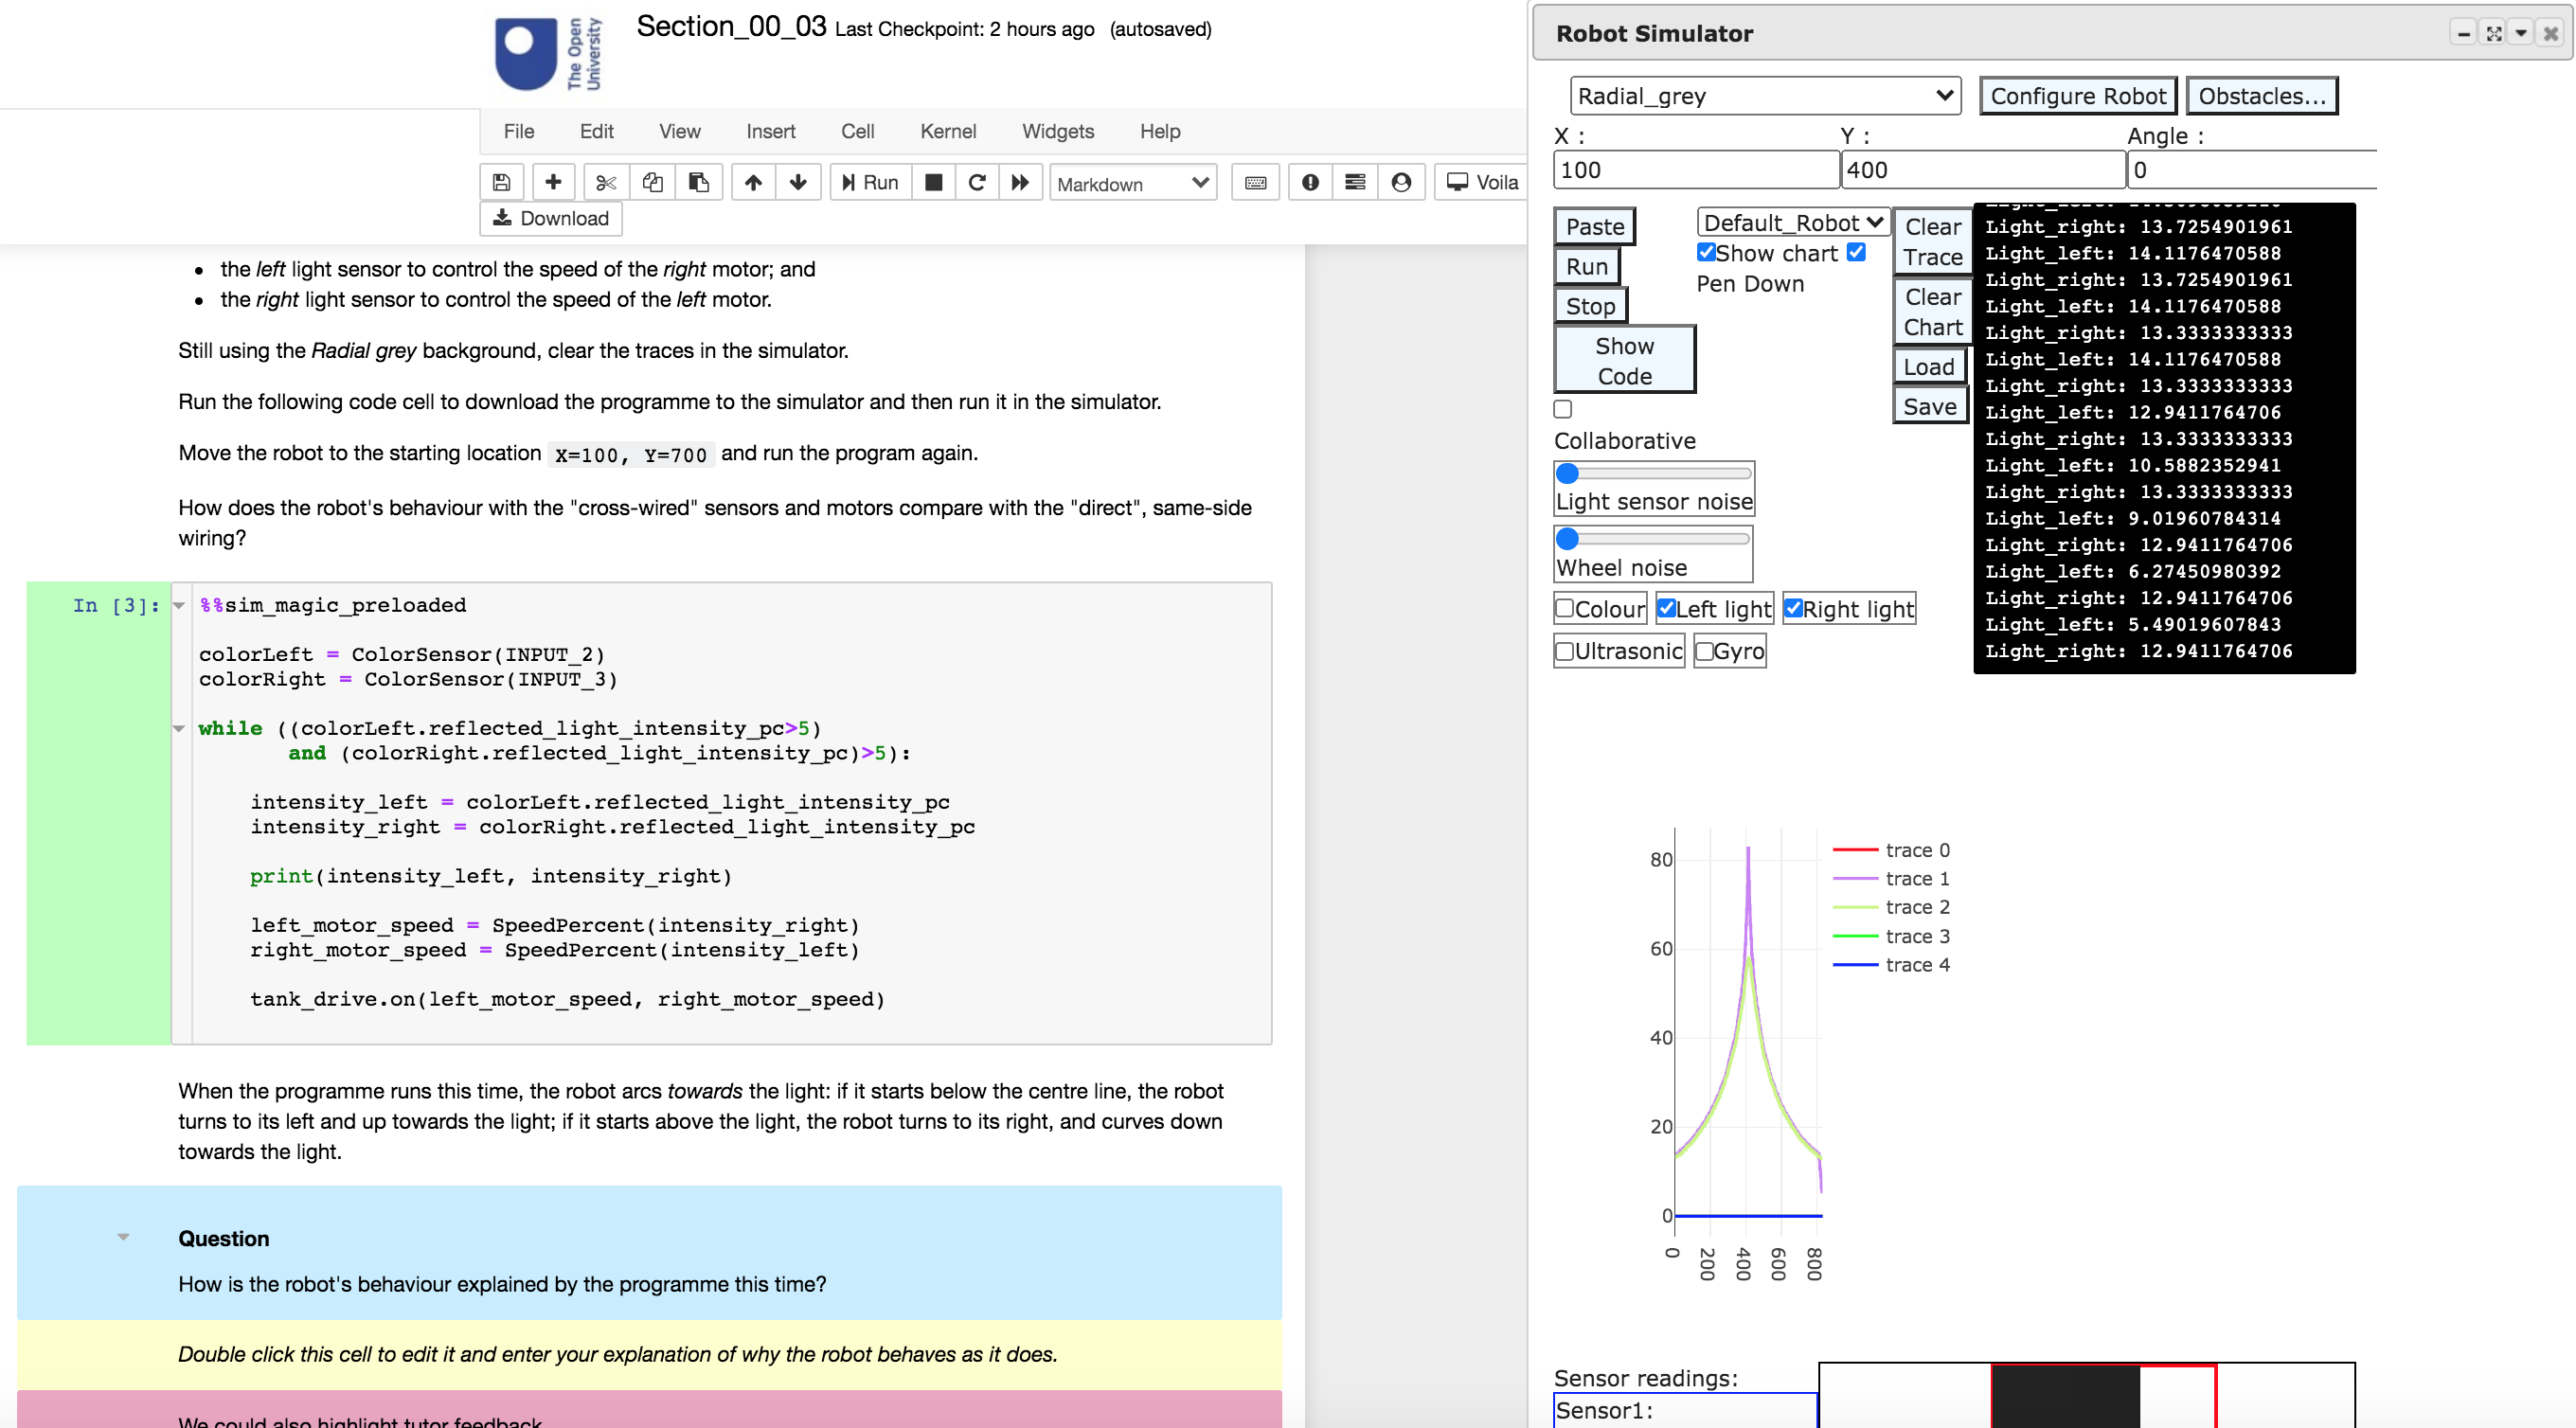 The Open
University
Section_00_03 Last Checkpoint: 2 hours ago (autosaved)
File Edit View Insert Cell Kernel Widgets Help
Run Markdown Voila
Download
the left light sensor to control the speed of the right motor; and
the right light sensor to control the speed of the left motor.
Still using the Radial grey background, clear the traces in the simulator.
Run the following code cell to download the programme to the simulator and then run it in the simulator.
Move the robot to the starting location X=100, Y=700 and run the program again.
How does the robot's behaviour with the "cross-wired" sensors and motors compare with the "direct", same-side
wiring?
In [3]:
%%sim_magic_preloaded
colorLeft = ColorSensor(INPUT_2)
colorRight = ColorSensor(INPUT_3)
while ((colorLeft.reflected_light_intensity_pc>5)
and (colorRight.reflected_light_intensity_pc)>5):
intensity_left = colorLeft.reflected_light_intensity_pc
intensity_right = colorRight.reflected_light_intensity_pc
print(intensity_left, intensity_right)
left_motor_speed = SpeedPercent(intensity_right)
right_motor_speed = SpeedPercent(intensity_left)
tank_drive.on(left_motor_speed, right_motor_speed)
When the programme runs this time, the robot arcs towards the light: if it starts below the centre line, the robot
turns to its left and up towards the light; if it starts above the light, the robot turns to its right, and curves down
towards the light.
Question
How is the robot's behaviour explained by the programme this time?
Double click this cell to edit it and enter your explanation of why the robot behaves as it does.
We could also highlight tutor feedback
Robot Simulator
Radial_grey Configure Robot Obstacles...
X : Y : Angle :
100 400 0
Paste
Run
Stop
Show
Code
Default_Robot
Show chart
Pen Down
Clear
Trace
Clear
Chart
Load
Save
Collaborative
Light sensor noise
Wheel noise
Colour Left light Right light
Ultrasonic Gyro
Light_right: 13.7254901961
Light_left: 14.1176470588
Light_right: 13.7254901961
Light_left: 14.1176470588
Light_right: 13.3333333333
Light_left: 14.1176470588
Light_right: 13.3333333333
Light_left: 12.9411764706
Light_right: 13.3333333333
Light_left: 10.5882352941
Light_right: 13.3333333333
Light_left: 9.01960784314
Light_right: 12.9411764706
Light_left: 6.27450980392
Light_right: 12.9411764706
Light_left: 5.49019607843
Light_right: 12.9411764706
80
60
40
20
0
0 200 400 600 800
trace 0
trace 1
trace 2
trace 3
trace 4
Sensor readings:
Sensor1: